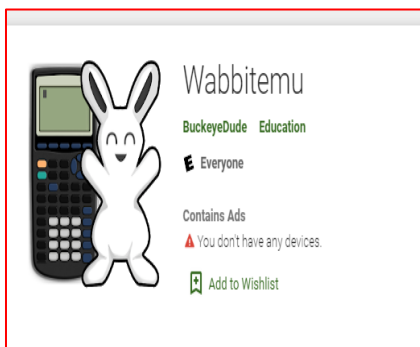 Wabbitemu
BuckeyeDude Education
E Everyone
Contains Ads
You don't have any devices.
Add to Wishlist